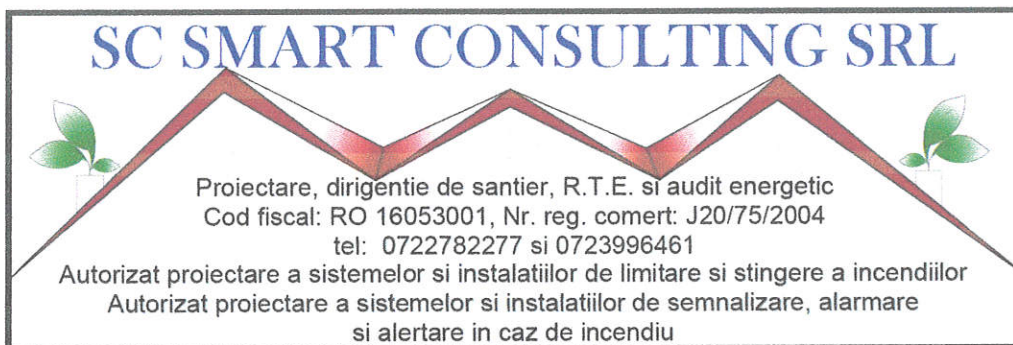 SC SMART CONSULTING SRL
Proiectare, dirigentie de santier, R.T.E. si audit energetic
Cod fiscal: RO 16053001, Nr. reg. comert: J20/75/2004
tel: 0722782277 si 0723996461
Autorizat proiectare a sistemelor si instalatiilor de limitare si stingere a incendiilor
Autorizat proiectare a sistemelor si instalatiilor de semnalizare, alarmare
si alertare in caz de incendiu